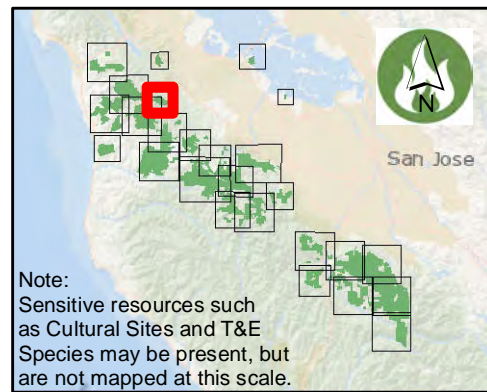 N
San Jose
Note:
Sensitive resources such
as Cultural Sites and T&E
Species may be present, but
are not mapped at this scale.